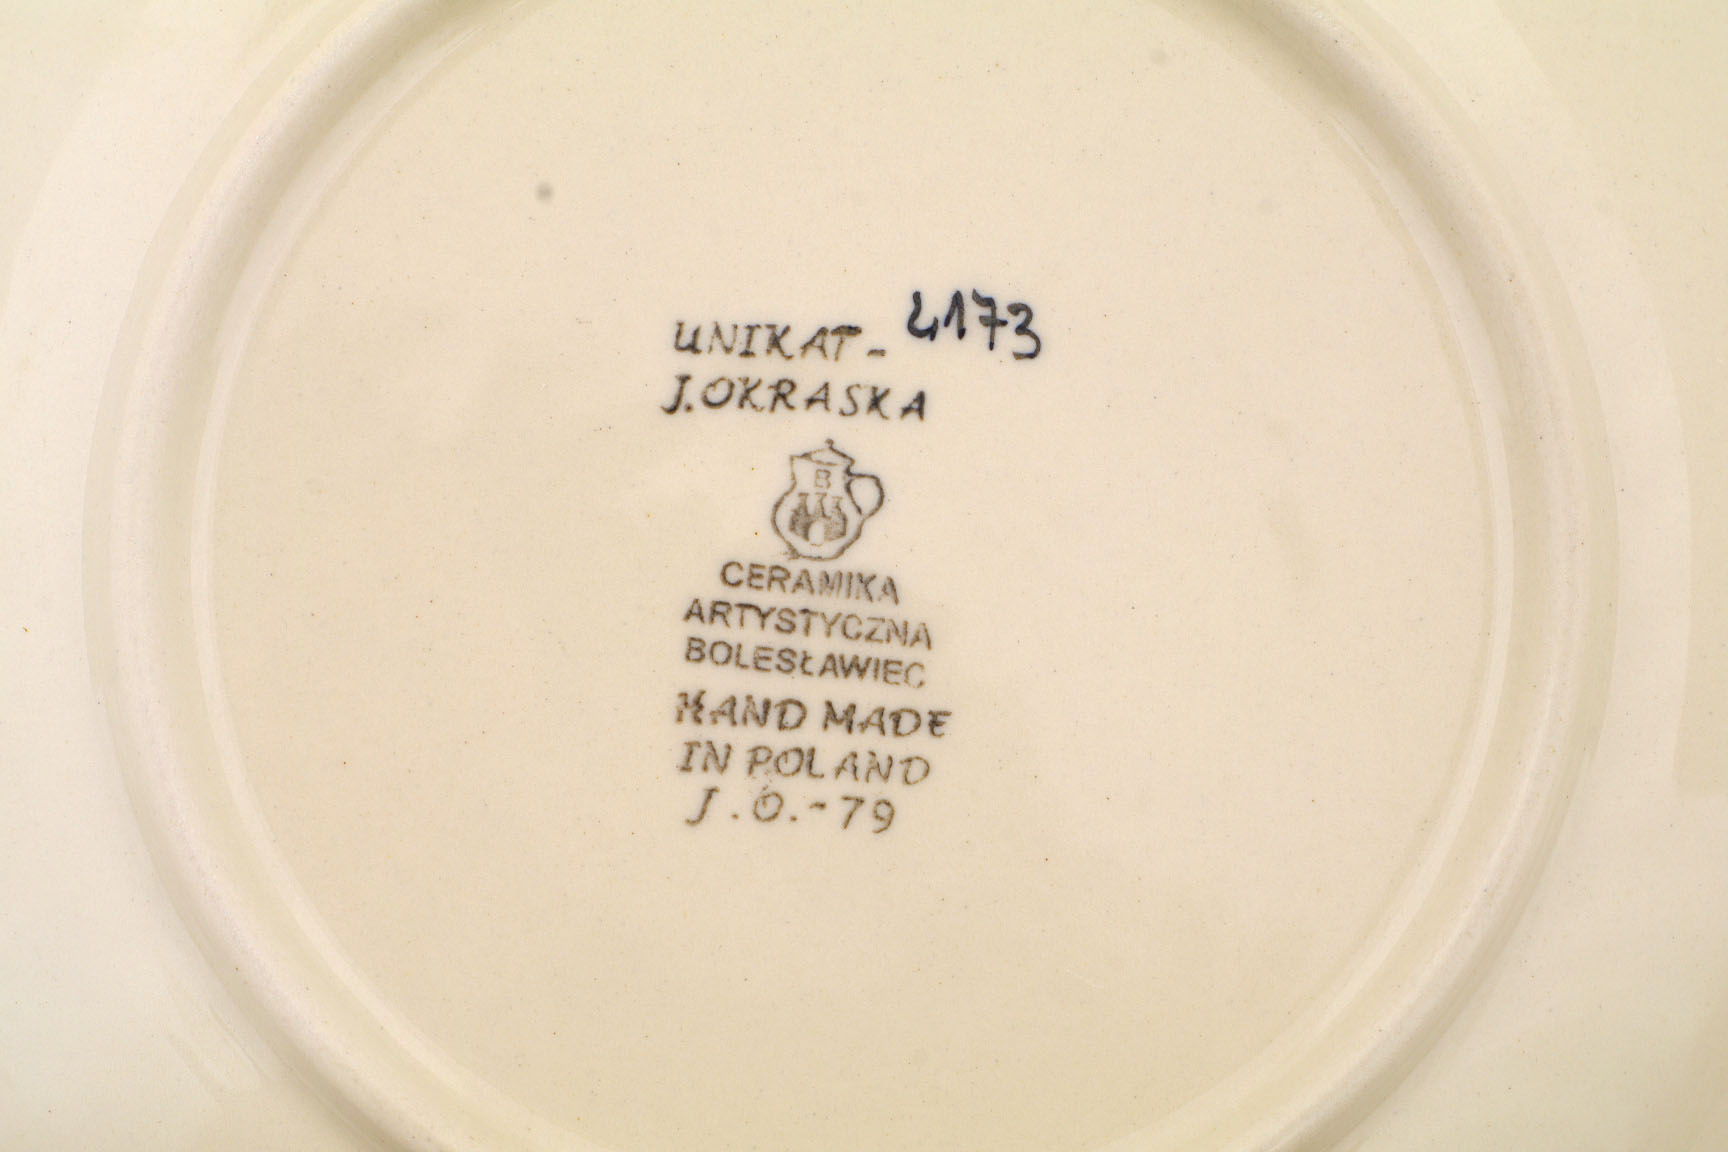 UNIKAT - 4173
J. OKRASKA
B
CERAMIKA
ARTYSTYCZNA
BOLESŁAWIEC
HAND MADE
IN POLAND
J.O.-79